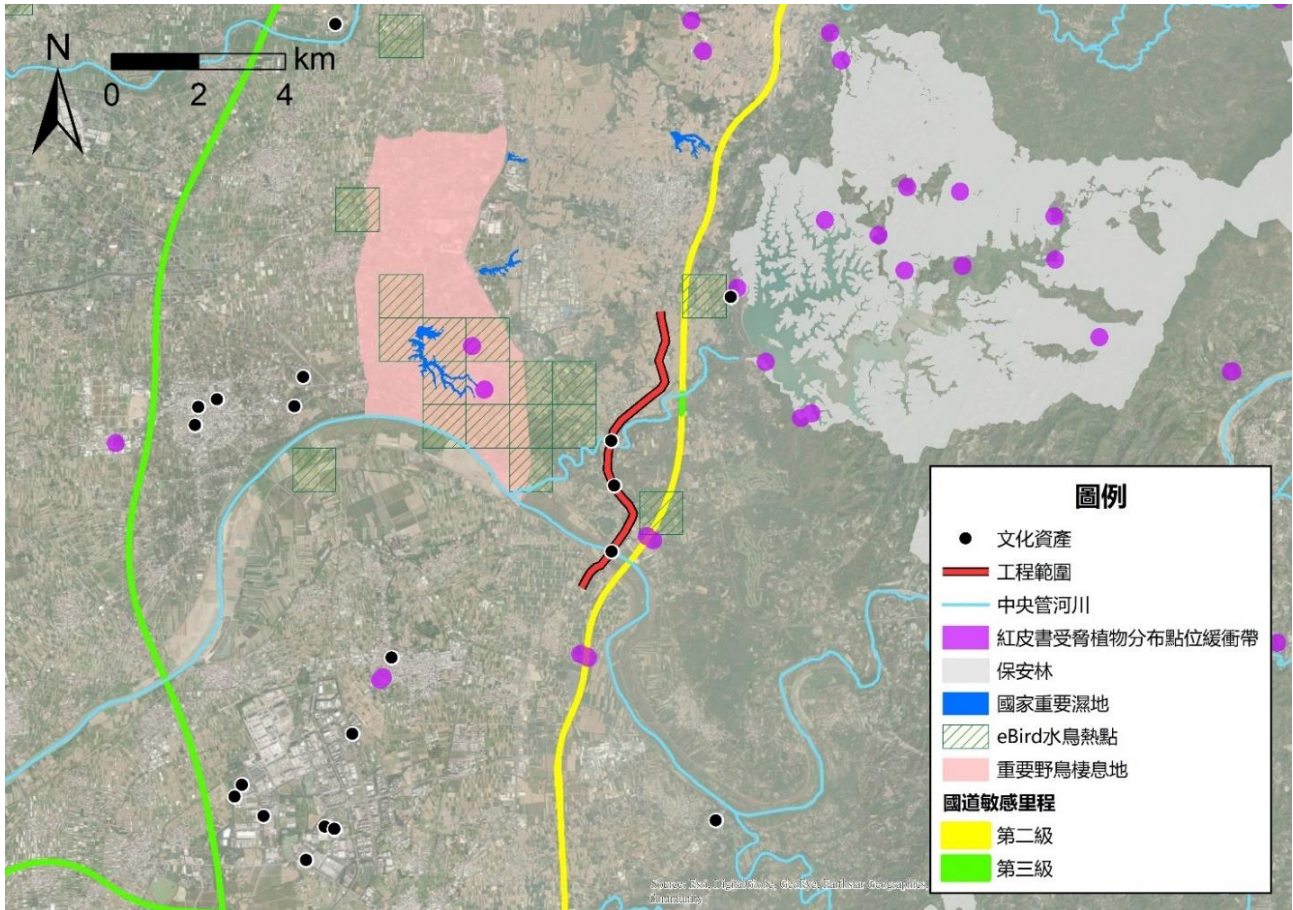 N
km
0 2 4
圖例
文化資產
工程範圍
中央管河川
紅皮書受脅植物分布點位緩衝帶
保安林
國家重要濕地
eBird水鳥熱點
重要野鳥棲息地
國道敏感里程
第二級
第三級
Source: Esri, DigitalGlobe, GeoEye, Earthstar Geographics,
Community